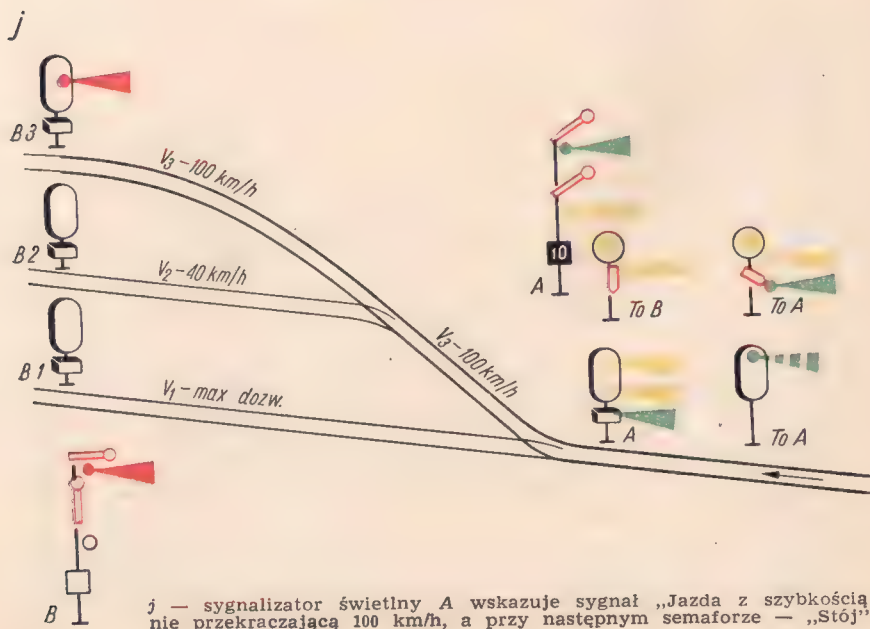 j
B3
V₃-100 km/h
B2
V₂-40 km/h
B1
V₁-max dozw.
V₃-100 km/h
10
A
To B
To A
A
To A
B
j — sygnalizator świetlny A wskazuje sygnał „Jazda z szybkością
nie przekraczającą 100 km/h, a przy następnym semaforze — „Stój”